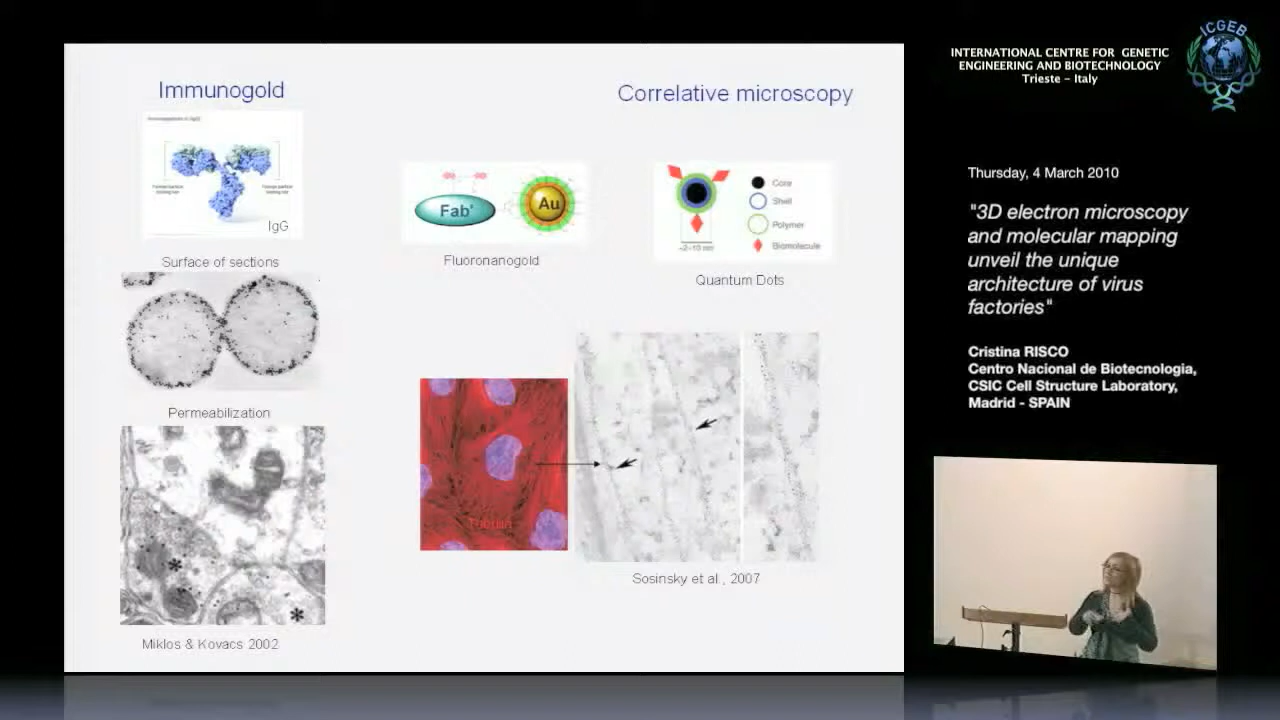 Immunogold
Correlative microscopy
IgG
Surface of sections
Permeabilization
Miklos & Kovacs 2002
Fab'
Au
Fluoronanogold
Core
Shell
Polymer
Biomolecule
~2-10 nm
Quantum Dots
Tubulin
Sosinsky et al., 2007
ICGEB
INTERNATIONAL CENTRE FOR GENETIC
ENGINEERING AND BIOTECHNOLOGY
Trieste – Italy
Thursday, 4 March 2010
"3D electron microscopy
and molecular mapping
unveil the unique
architecture of virus
factories"
Cristina RISCO
Centro Nacional de Biotecnologia,
CSIC Cell Structure Laboratory,
Madrid - SPAIN